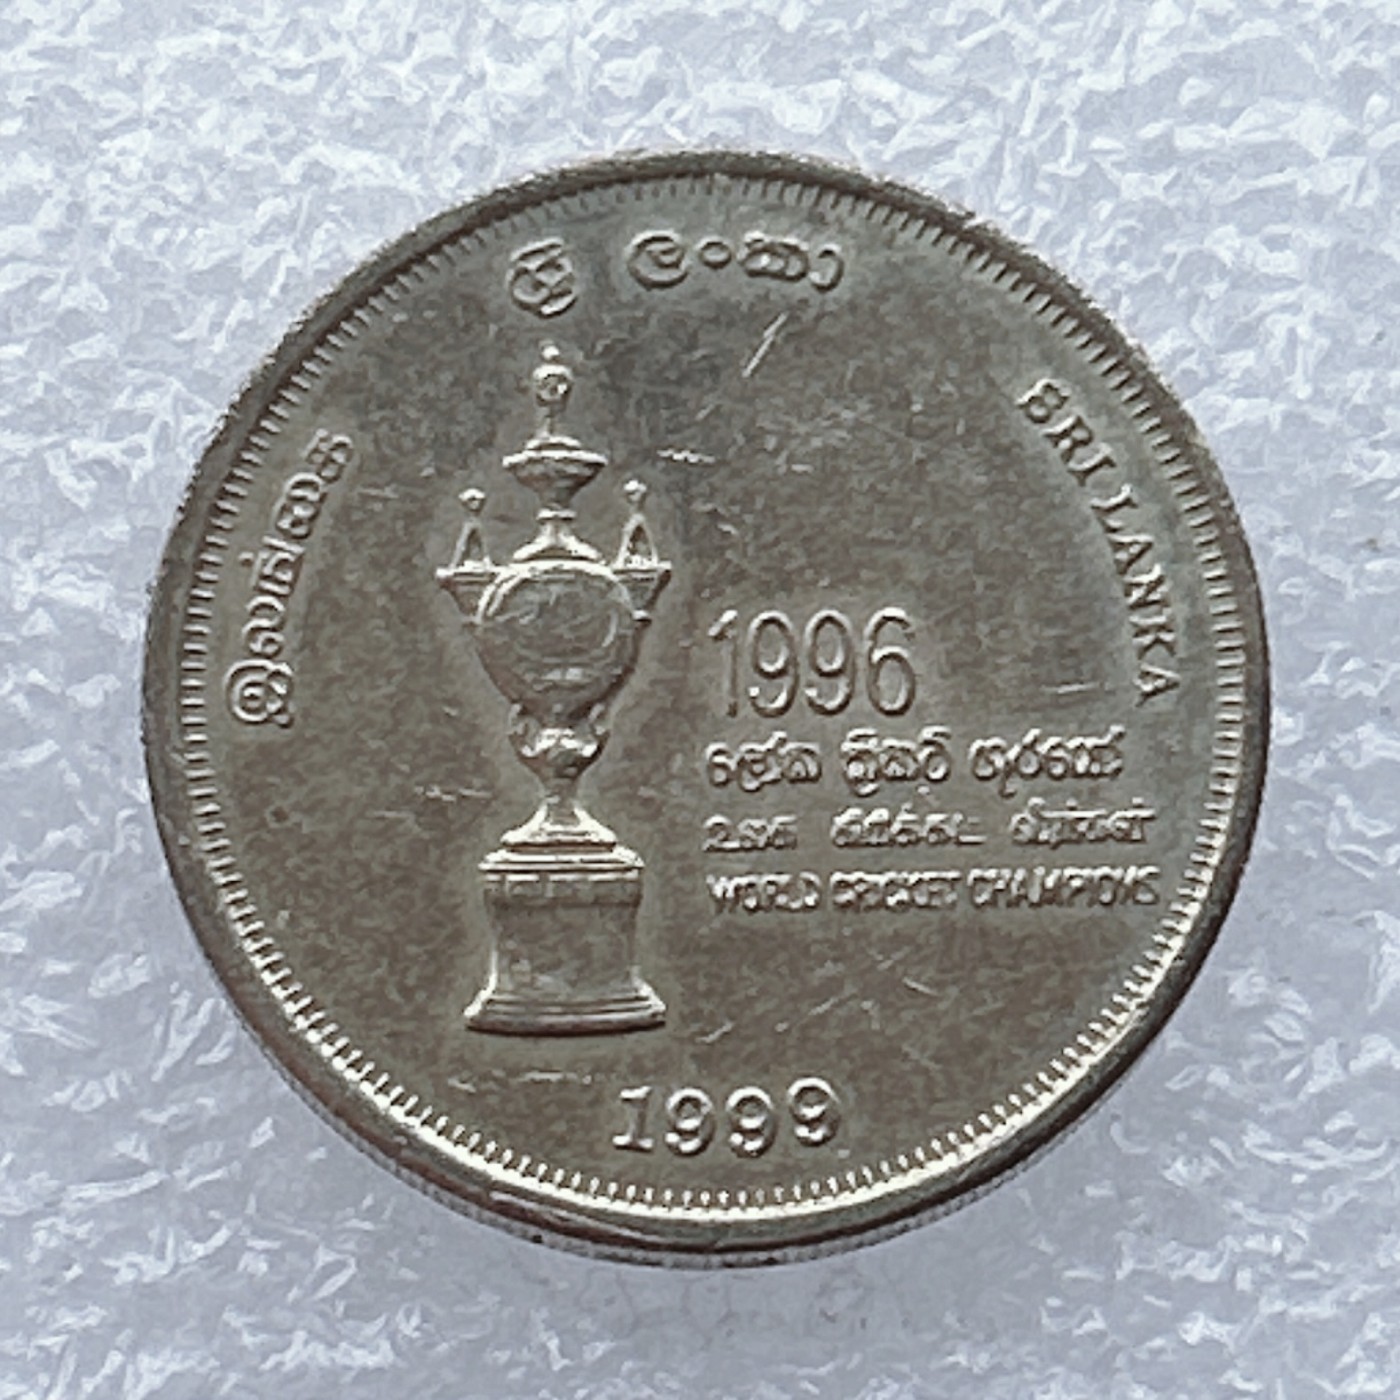 ශ්‍රී ලංකා
இலங்கை
SRI LANKA
1996
ලෝක ක්‍රිකට් ශූරයෝ
உலக கிரிக்கட் வீரர்கள்
WORLD CRICKET CHAMPIONS
1999